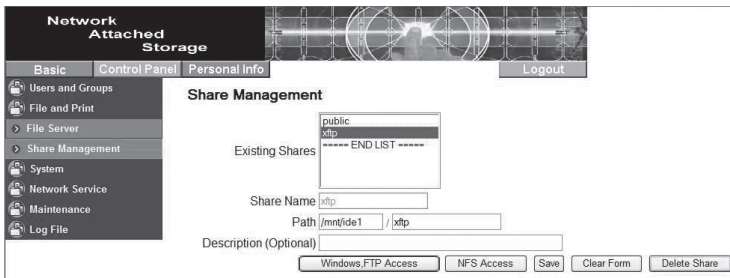 Network
Attached
Storage
Basic Control Panel Personal Info Logout
Users and Groups
File and Print
File Server
Share Management
System
Network Service
Maintenance
Log File
Share Management
Existing Shares
public
xftp
===== END LIST =====
Share Name xftp
Path /mnt/ide1 / xftp
Description (Optional)
Windows,FTP Access NFS Access Save Clear Form Delete Share